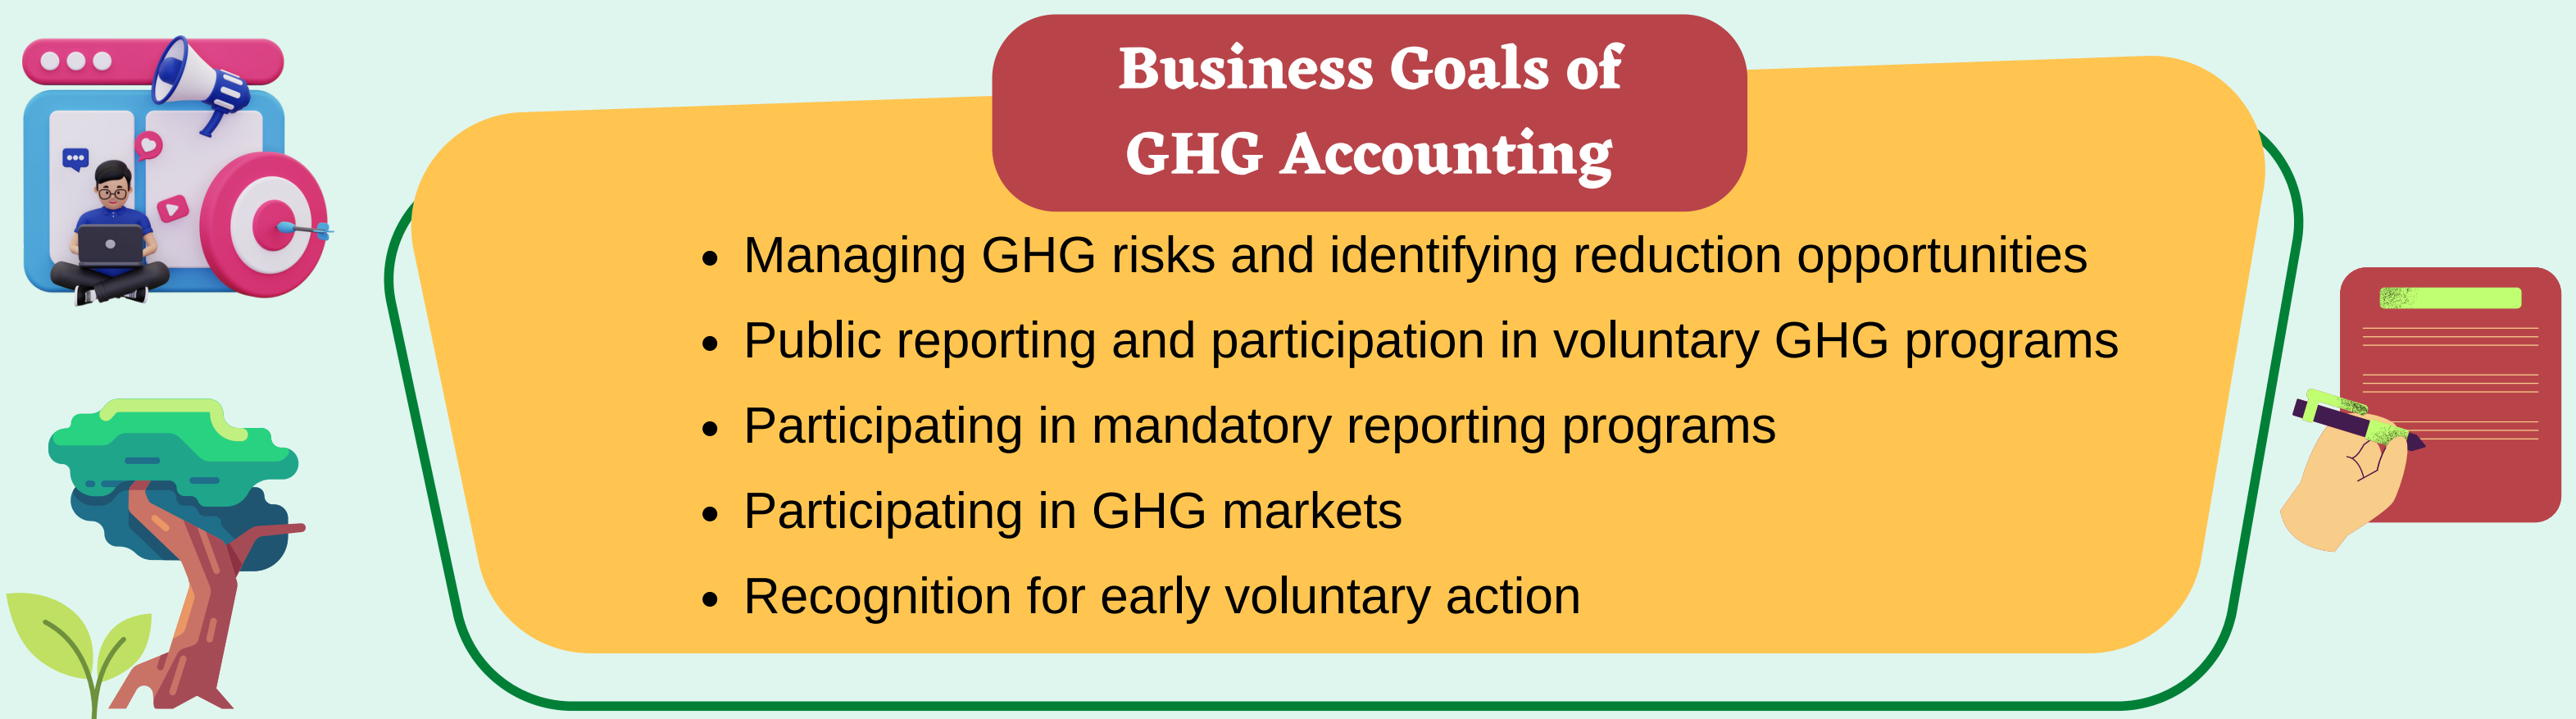 Business Goals of
GHG Accounting
• Managing GHG risks and identifying reduction opportunities
• Public reporting and participation in voluntary GHG programs
• Participating in mandatory reporting programs
• Participating in GHG markets
• Recognition for early voluntary action